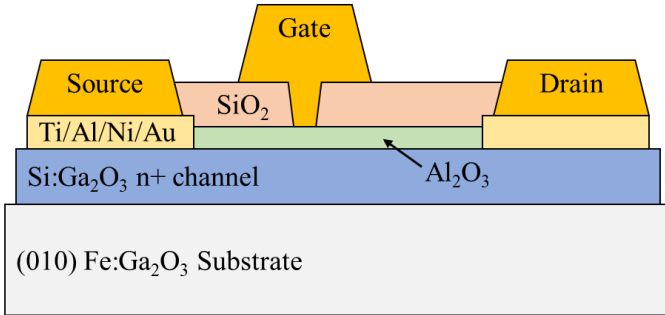 Gate
Source
Drain
SiO₂
Ti/Al/Ni/Au
Al₂O₃
Si:Ga₂O₃ n+ channel
(010) Fe:Ga₂O₃ Substrate